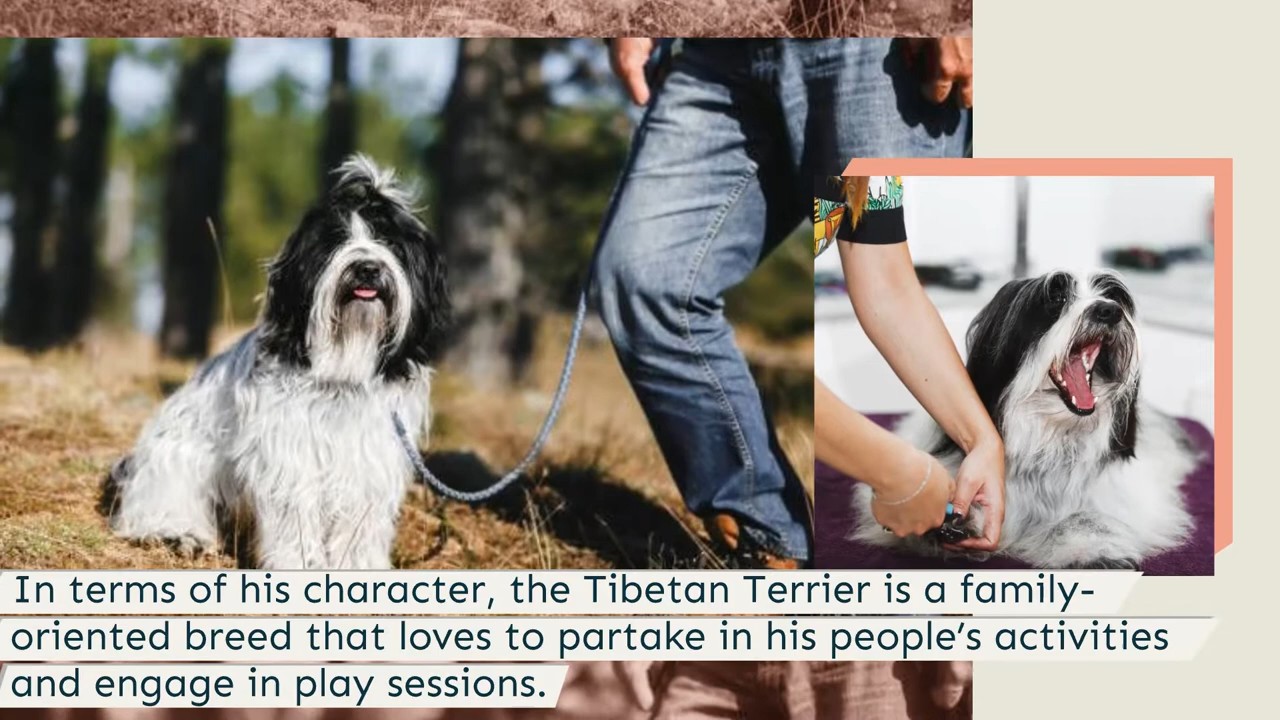 In terms of his character, the Tibetan Terrier is a family-
oriented breed that loves to partake in his people’s activities
and engage in play sessions.